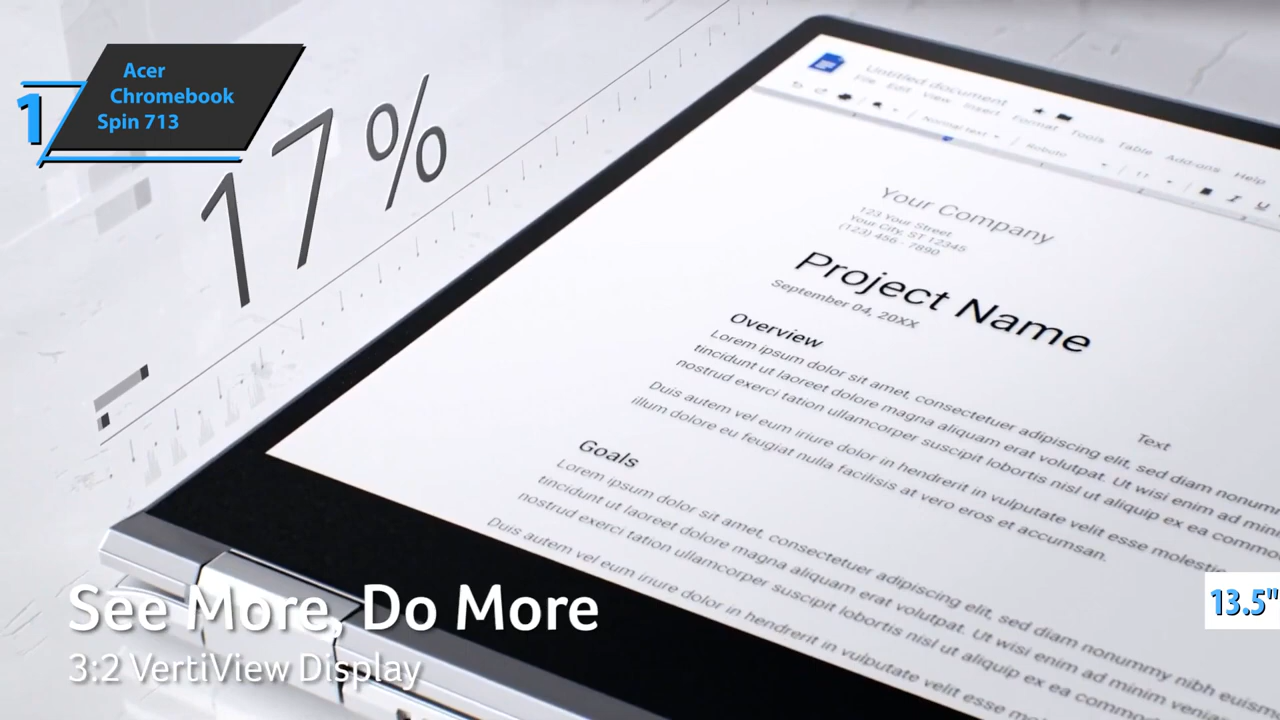 1
Acer
Chromebook
Spin 713
17%
Untitled document
File Edit View Insert Format Tools Table Add-ons Help
Normal text
Roboto
11
I U
Your Company
123 Your Street
Your City, ST 12345
(123) 456 - 7890
Project Name
September 04, 20XX
Overview
Lorem ipsum dolor sit amet, consectetuer adipiscing elit, sed diam nonumm
tincidunt ut laoreet dolore magna aliquam erat volutpat. Ut wisi enim ad mini
nostrud exerci tation ullamcorper suscipit lobortis nisl ut aliquip ex ea commo
Text
Duis autem vel eum iriure dolor in hendrerit in vulputate velit esse molestie
illum dolore eu feugiat nulla facilisis at vero eros et accumsan.
Goals
Lorem ipsum dolor sit amet, consectetuer adipiscing elit, sed diam nonummy nibh euism
tincidunt ut laoreet dolore magna aliquam erat volutpat. Ut wisi enim ad minim veniam
nostrud exerci tation ullamcorper suscipit lobortis nisl ut aliquip ex ea commo
Duis autem vel eum iriure dolor in hendrerit in vulputate velit esse
See More, Do More
3:2 VertiView Display
13.5"